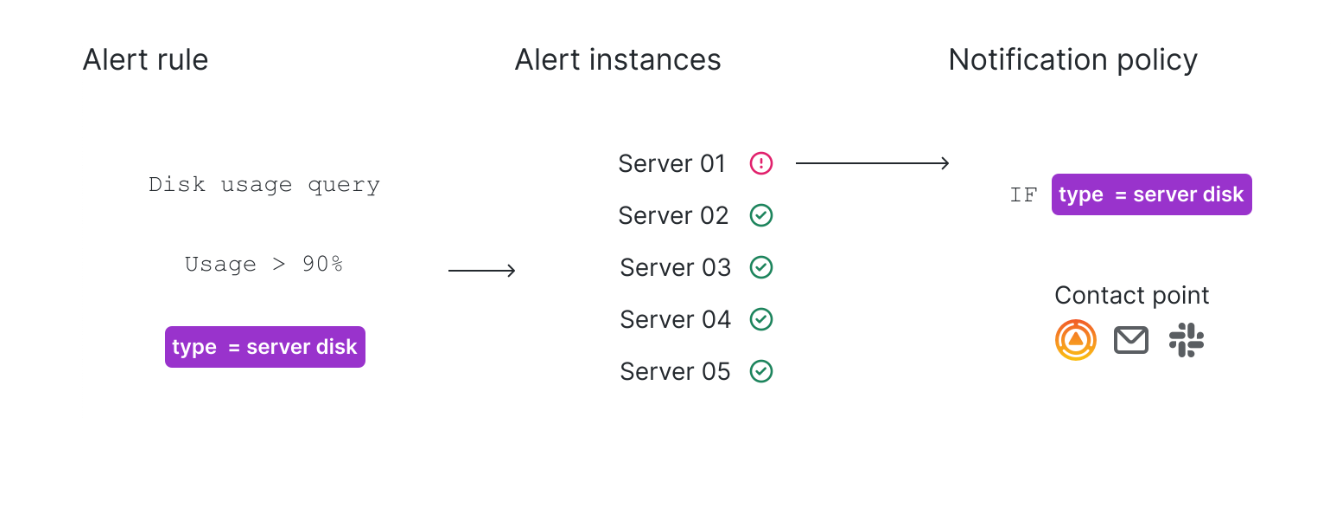 Alert rule
Alert instances
Notification policy
Disk usage query
Usage > 90%
type = server disk
Server 01
Server 02
Server 03
Server 04
Server 05
IF type = server disk
Contact point